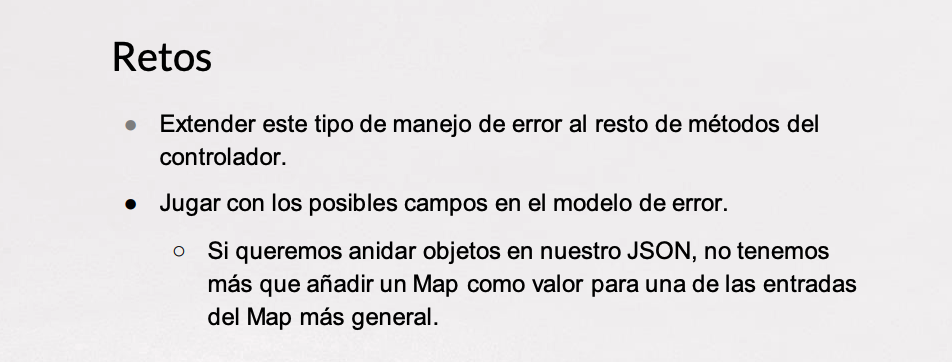 Retos
● Extender este tipo de manejo de error al resto de métodos del
controlador.
● Jugar con los posibles campos en el modelo de error.
○ Si queremos anidar objetos en nuestro JSON, no tenemos
más que añadir un Map como valor para una de las entradas
del Map más general.